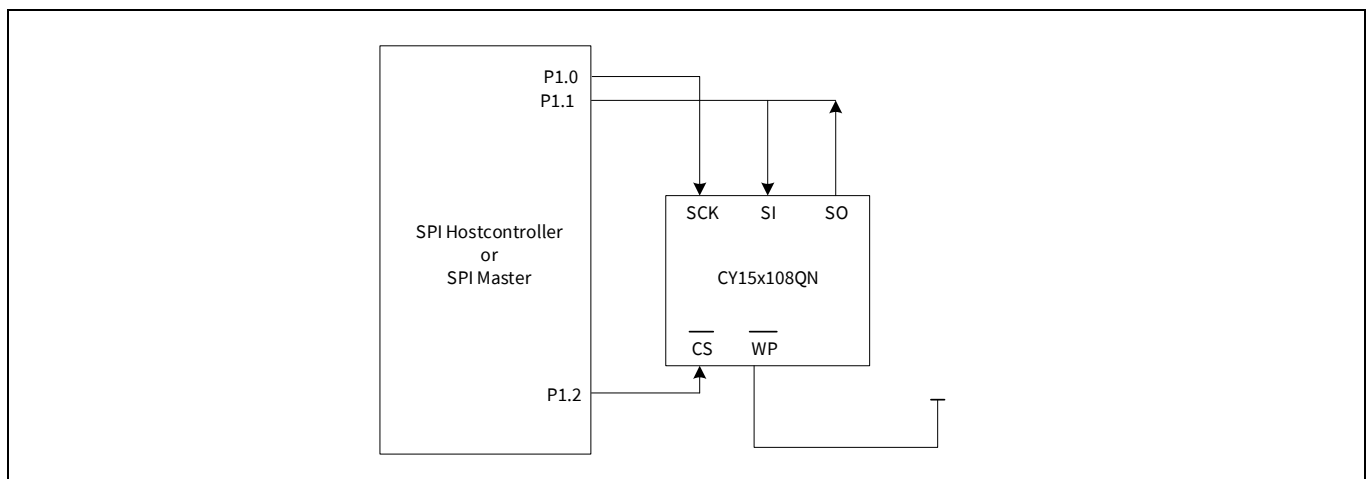 P1.0
P1.1
SCK SI SO
SPI Hostcontroller
or
SPI Master
CY15x108QN
CS WP
P1.2